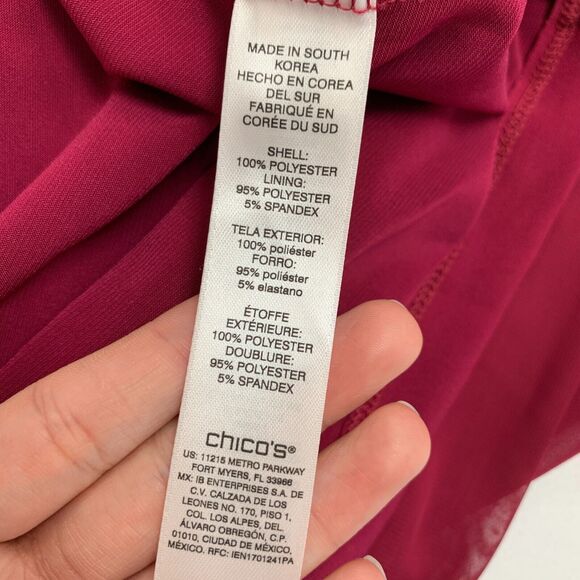 MADE IN SOUTH
KOREA
HECHO EN COREA
DEL SUR
FABRIQUÉ EN
CORÉE DU SUD
SHELL:
100% POLYESTER
LINING:
95% POLYESTER
5% SPANDEX
TELA EXTERIOR:
100% poliéster
FORRO:
95% poliéster
5% elastano
ÉTOFFE
EXTÉRIEURE:
100% POLYESTER
DOUBLURE:
95% POLYESTER
5% SPANDEX
chico's®
US: 11215 METRO PARKWAY
FORT MYERS, FL 33966
MX: IB ENTERPRISES S.A. DE
C.V. CALZADA DE LOS
LEONES NO. 170, PISO 1,
COL. LOS ALPES, DEL.
ÁLVARO OBREGÓN, C.P.
01010, CIUDAD DE MÉXICO,
MÉXICO. RFC: IEN1701241PA